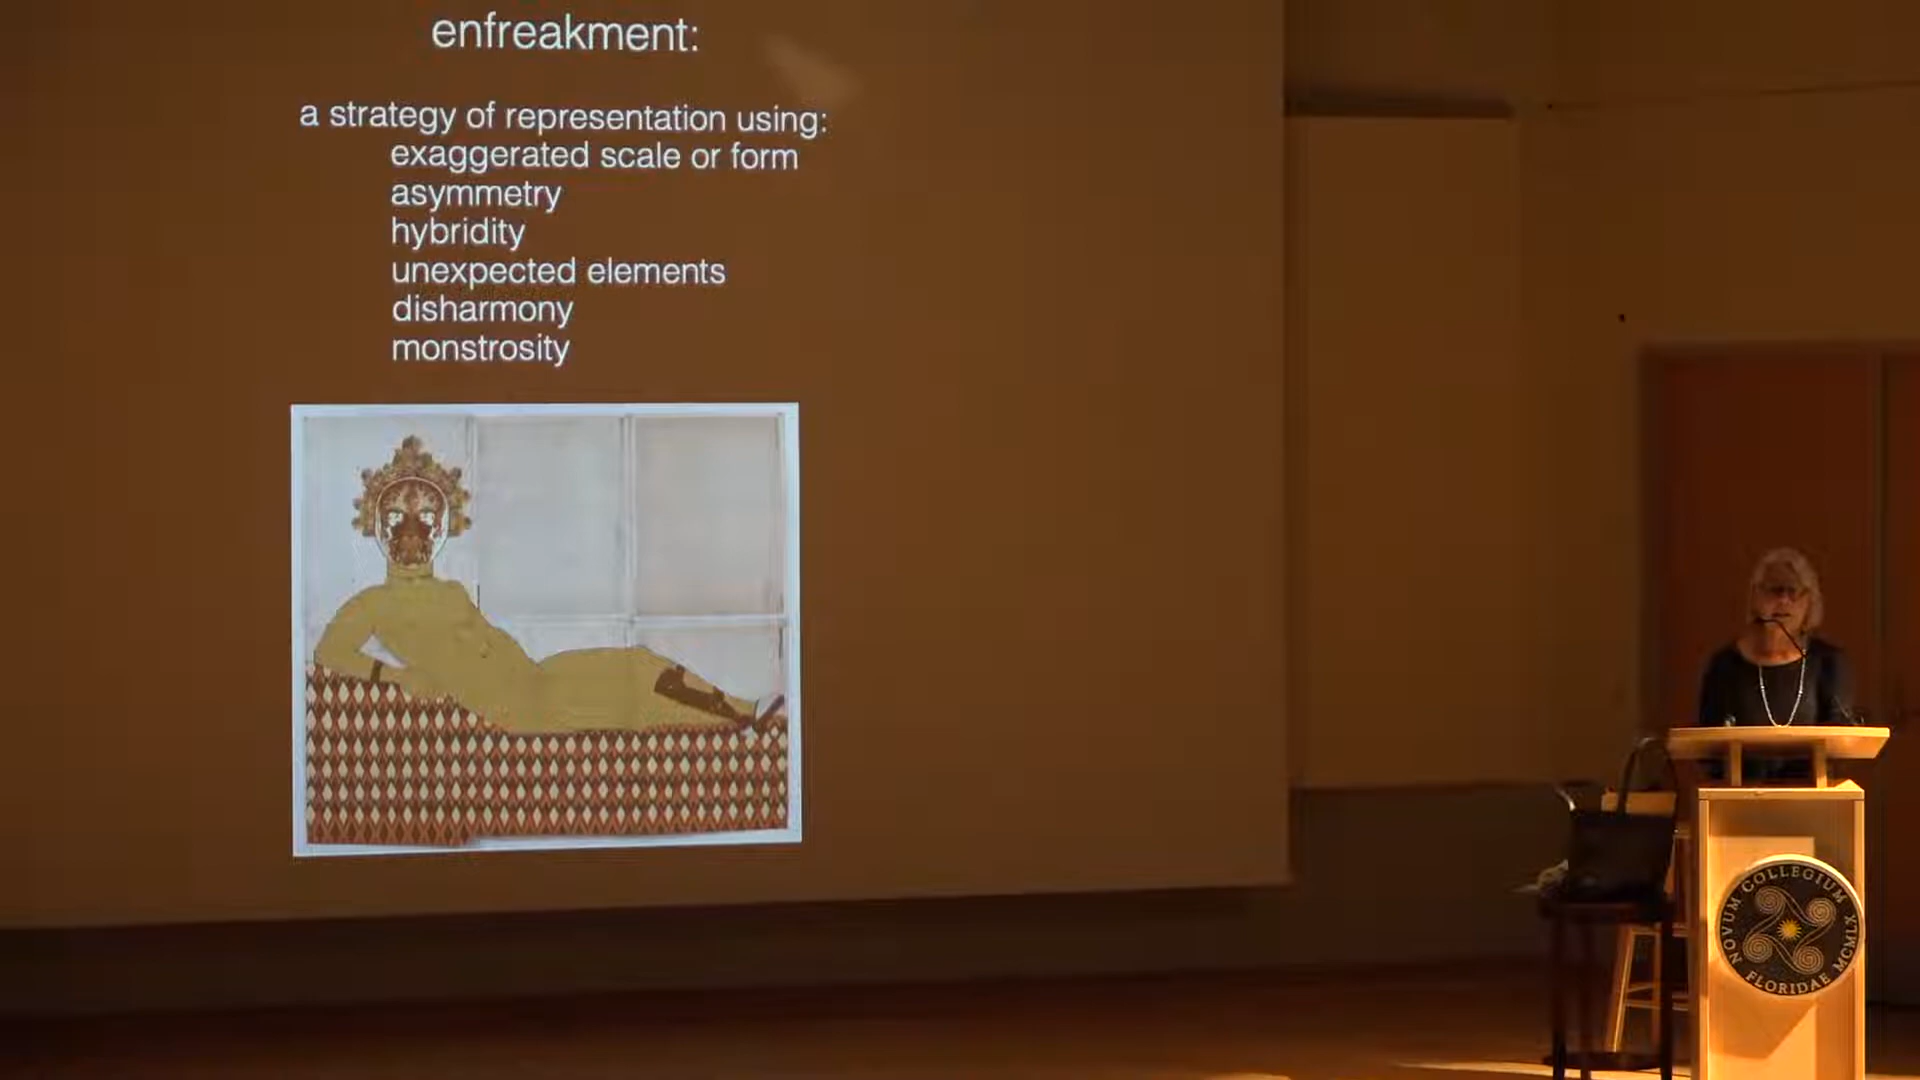 enfreakment:
a strategy of representation using:
exaggerated scale or form
asymmetry
hybridity
unexpected elements
disharmony
monstrosity
NOVUM COLLEGIUM FLORIDAE MCMLX